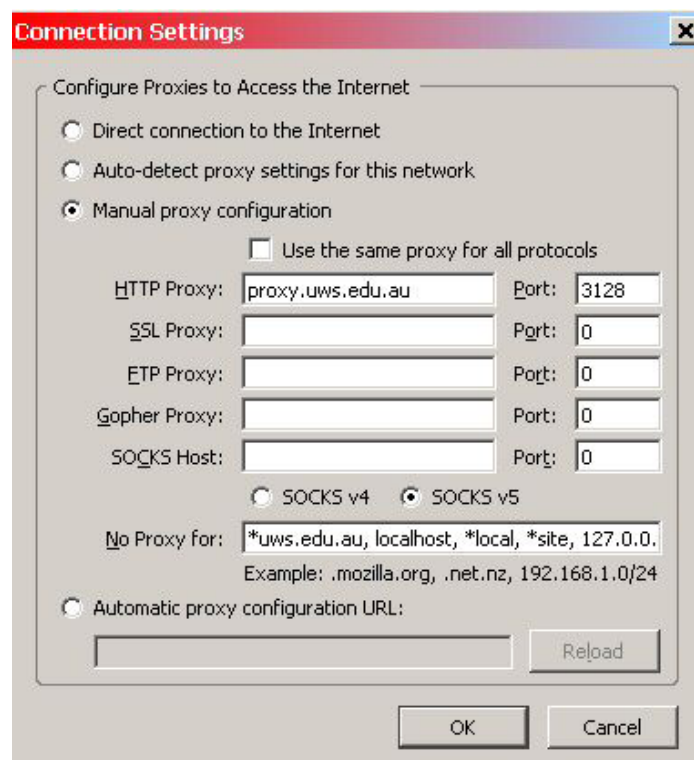 Connection Settings
Configure Proxies to Access the Internet
Direct connection to the Internet
Auto-detect proxy settings for this network
Manual proxy configuration
Use the same proxy for all protocols
HTTP Proxy: proxy.uws.edu.au Port: 3128
SSL Proxy: Port: 0
FTP Proxy: Port: 0
Gopher Proxy: Port: 0
SOCKS Host: Port: 0
SOCKS v4 SOCKS v5
No Proxy for: *uws.edu.au, localhost, *local, *site, 127.0.0.
Example: .mozilla.org, .net.nz, 192.168.1.0/24
Automatic proxy configuration URL:
Reload
OK Cancel